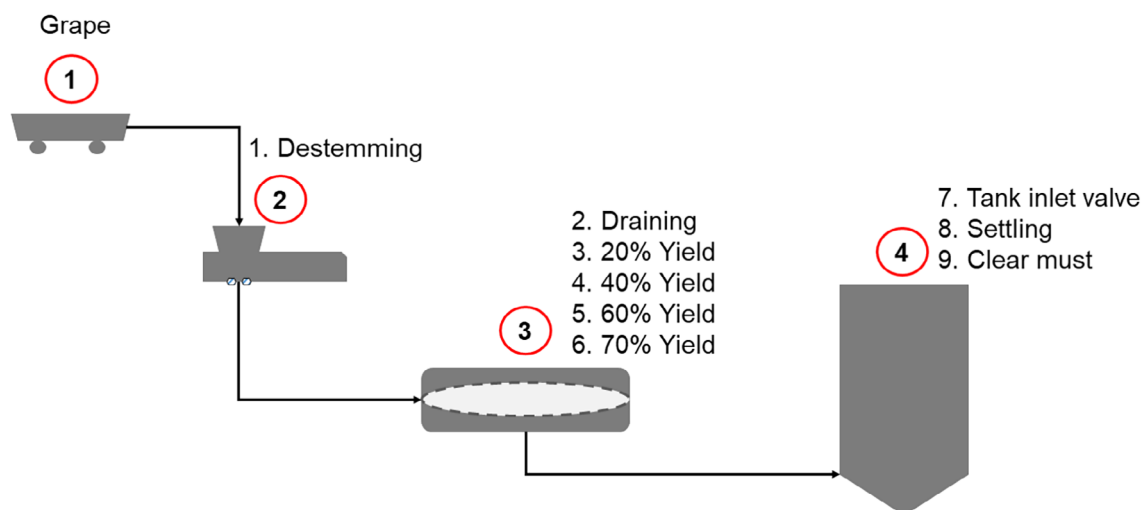 Grape
1
1. Destemming
2
2. Draining
3. 20% Yield
4. 40% Yield
5. 60% Yield
6. 70% Yield
3
7. Tank inlet valve
8. Settling
9. Clear must
4